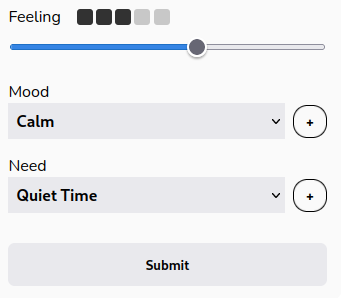 Feeling
Mood
Calm
+
Need
Quiet Time
+
Submit